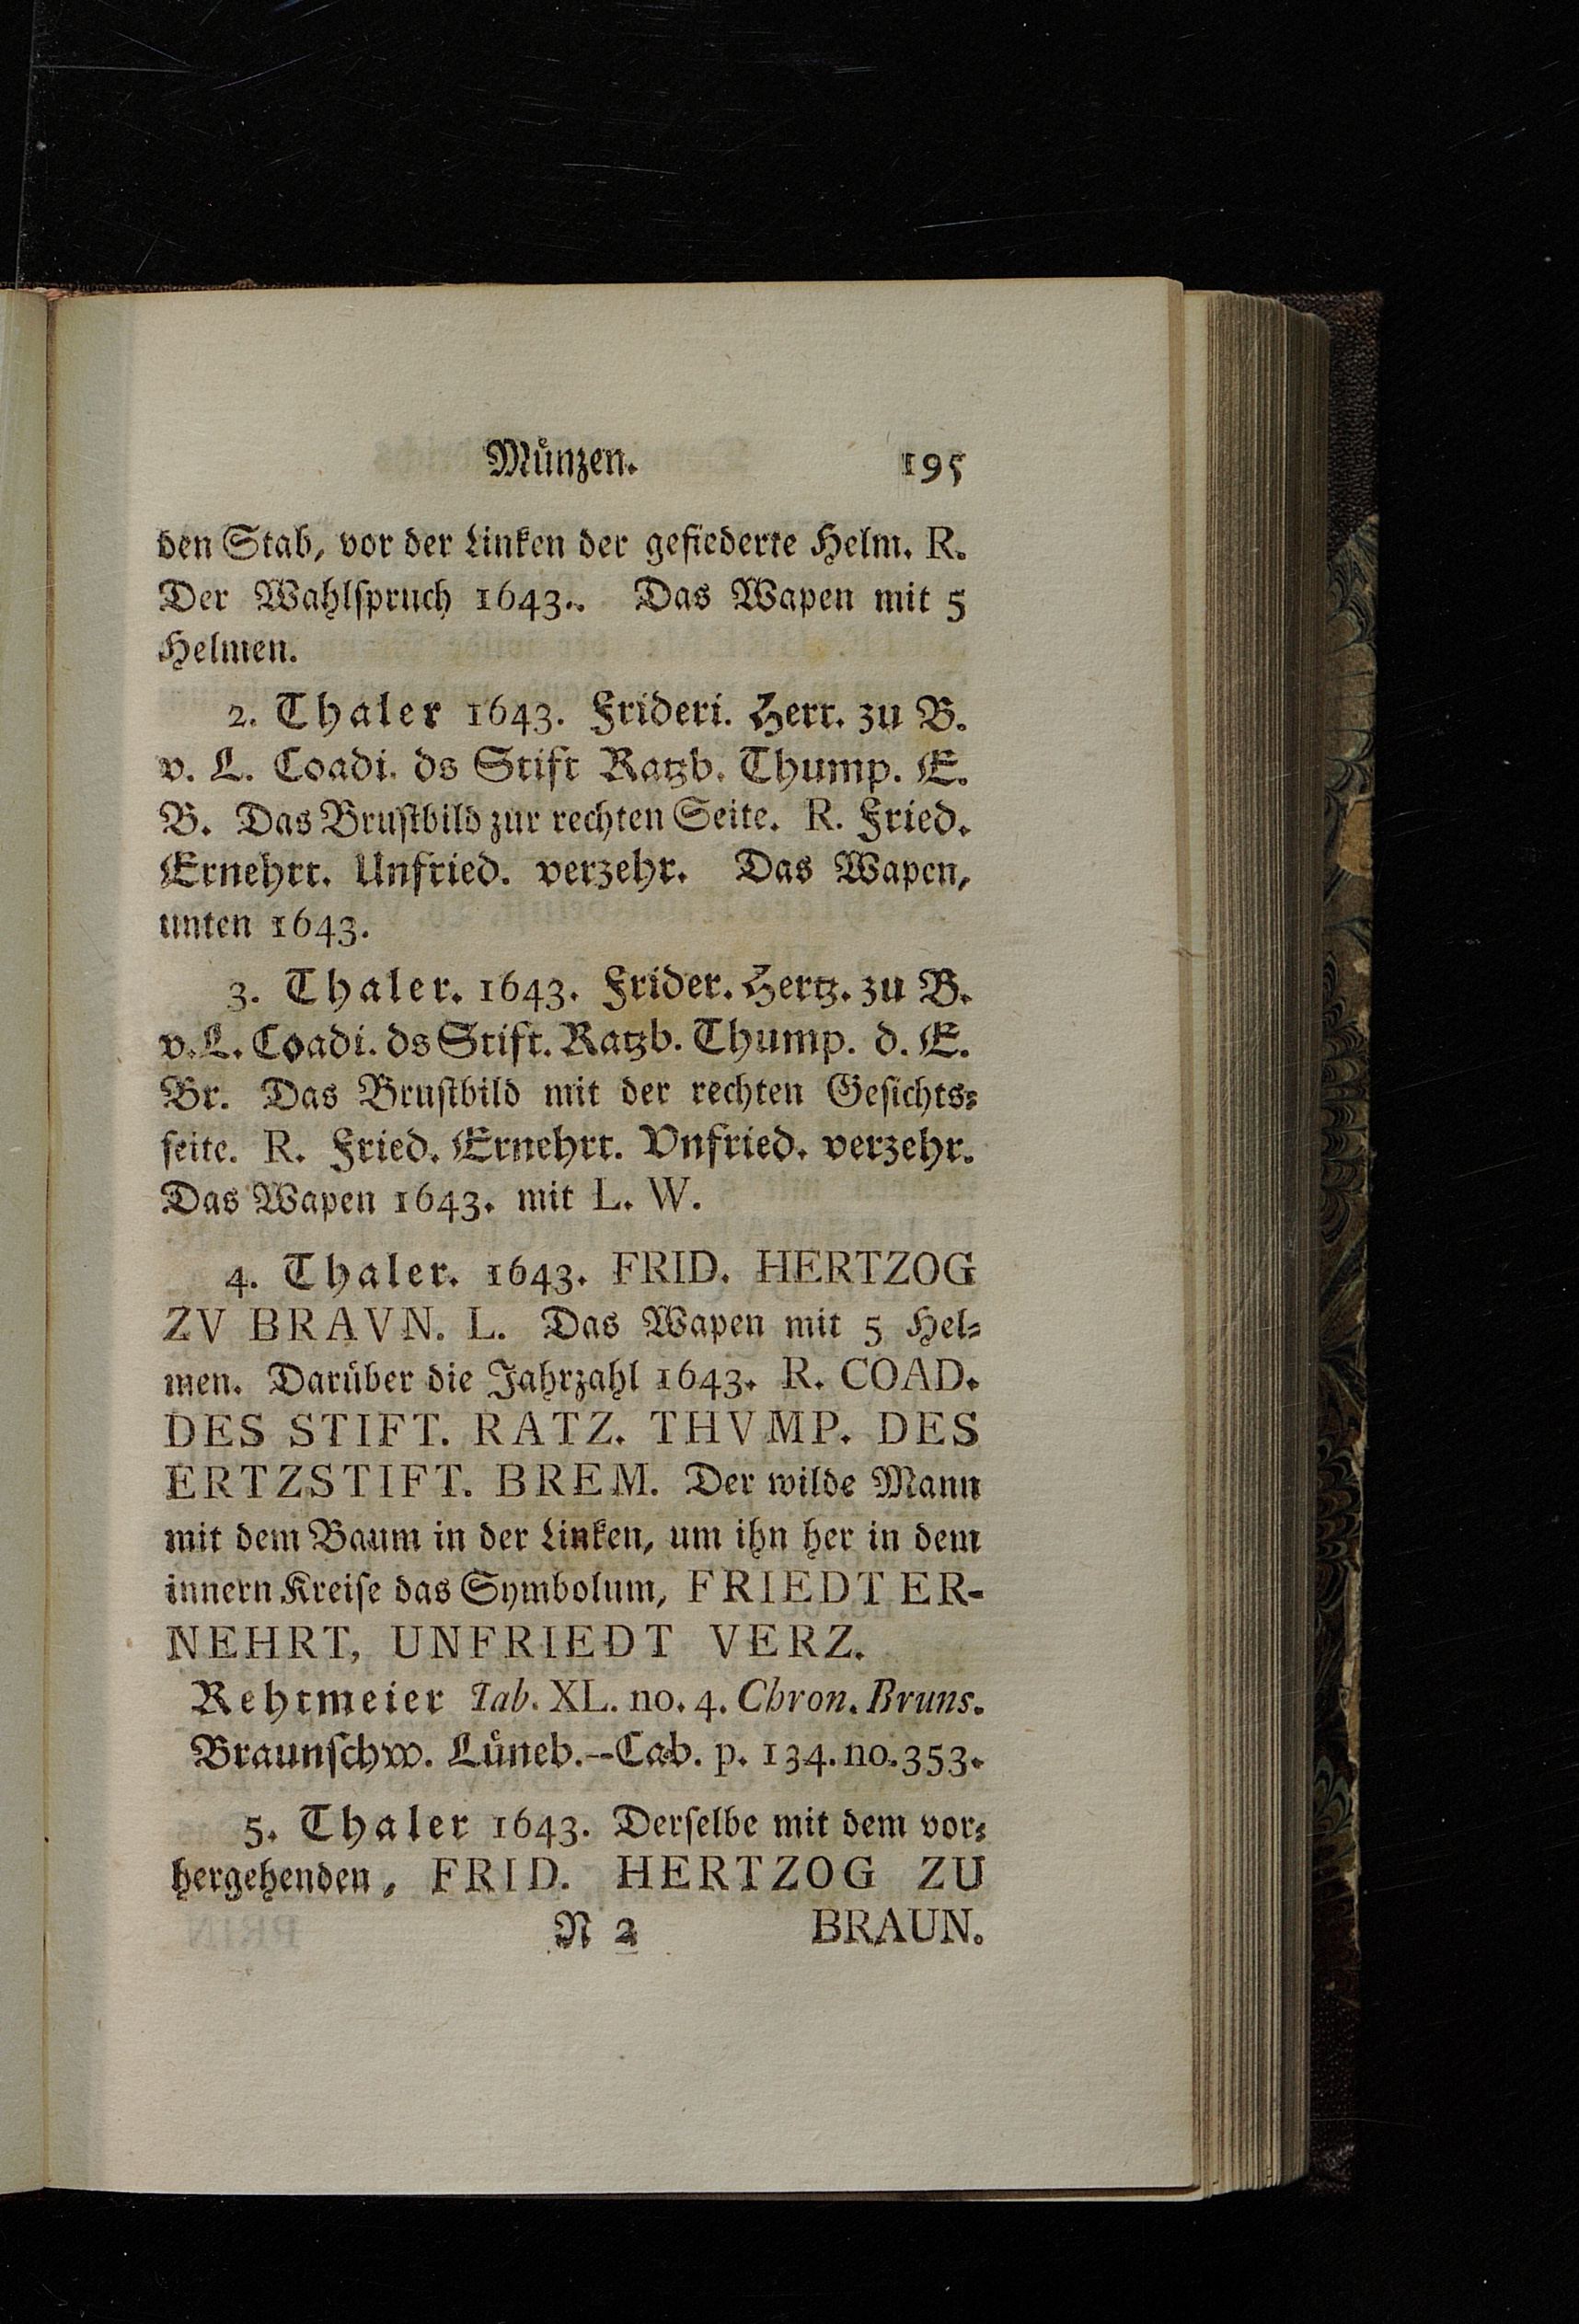 Münzen. 195
den Stab, vor der Linken der gefiederte Helm. R.
Der Wahlſpruch 1643.. Das Wapen mit 5
Helmen.
2. Thaler 1643. Frideri. Herr. zu B.
v. L. Coadi. ds Stift Ratzb. Thump. E.
B. Das Bruſtbild zur rechten Seite. R. Fried.
Ernehrt. Unfried. verzehr. Das Wapen,
unten 1643.
3. Thaler. 1643. Frider. Hertz. zu B.
v. L. Coadi. ds Stift. Ratzb. Thump. d. E.
Br. Das Bruſtbild mit der rechten Geſichts⸗
ſeite. R. Fried. Ernehrt. Vnfried. verzehr.
Das Wapen 1643. mit L. W.
4. Thaler. 1643. FRID. HERTZOG
ZV BRAVN. L. Das Wapen mit 5 Hel⸗
men. Darüber die Jahrzahl 1643. R. COAD.
DES STIFT. RATZ. THVMP. DES
ERTZSTIFT. BREM. Der wilde Mann
mit dem Baum in der Linken, um ihn her in dem
innern Kreiſe das Symbolum, FRIEDT ER-
NEHRT, UNFRIEDT VERZ.
Rehtmeier Tab. XL. no. 4. Chron. Bruns.
Braunſchw. Lüneb.--Cab. p. 134. no. 353.
5. Thaler 1643. Derſelbe mit dem vor⸗
hergehenden, FRID. HERTZOG ZU
N 2 BRAUN.